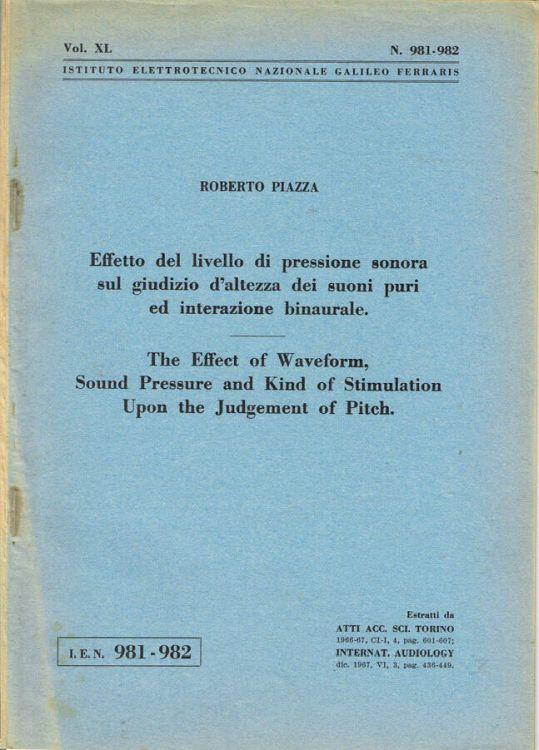 Vol. XL N. 981-982
ISTITUTO ELETTROTECNICO NAZIONALE GALILEO FERRARIS
ROBERTO PIAZZA
Effetto del livello di pressione sonora
sul giudizio d'altezza dei suoni puri
ed interazione binaurale.
The Effect of Waveform,
Sound Pressure and Kind of Stimulation
Upon the Judgement of Pitch.
Estratti da
ATTI ACC. SCI. TORINO
1966-67, CI-I, 4, pag. 601-607;
INTERNAT. AUDIOLOGY
dic. 1967, VI, 3, pag. 436-449.
I. E. N. 981-982